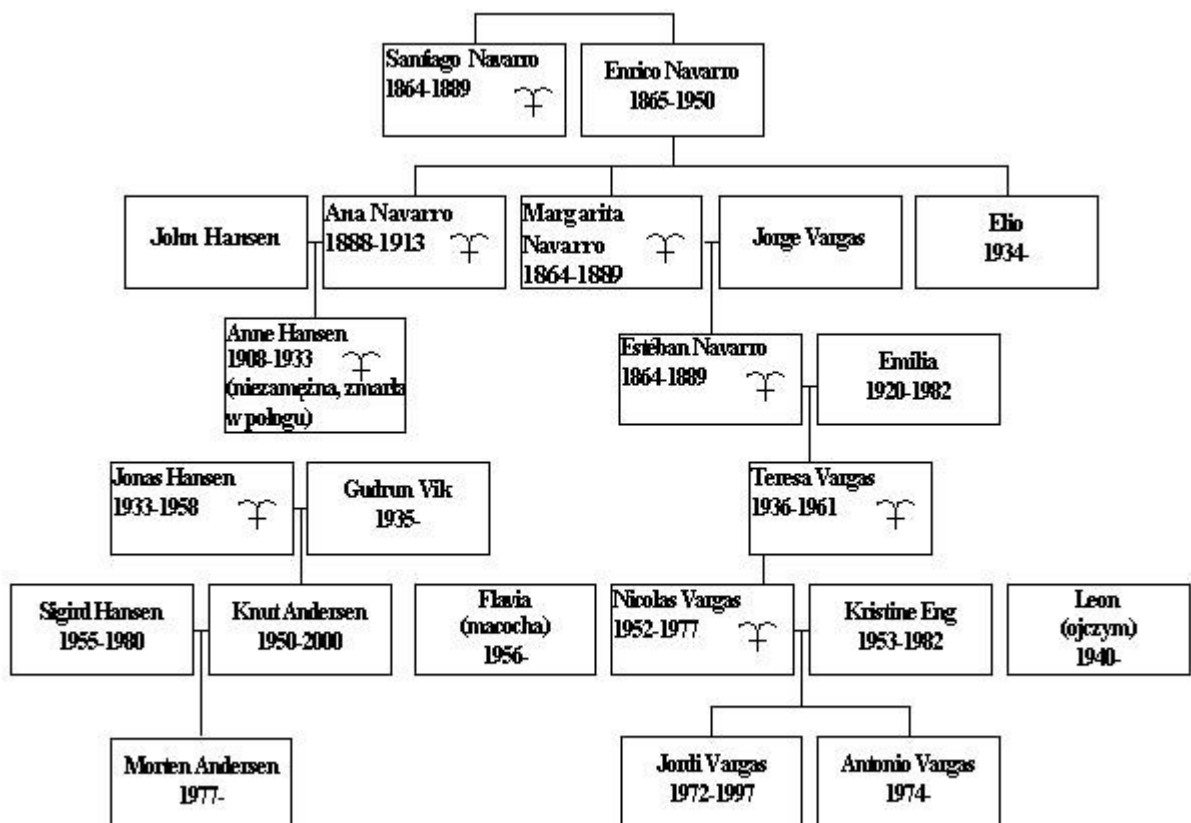 Santiago Navarro
1864-1889
Enrico Navarro
1865-1950
John Hansen
Ana Navarro
1888-1913
Margarita
Navarro
1864-1889
Jorge Vargas
Elio
1934-
Anne Hansen
1908-1933
(niezamężna, zmarła
w połogu)
Estéban Navarro
1864-1889
Emilia
1920-1982
Jonas Hansen
1933-1958
Gudrun Vik
1935-
Teresa Vargas
1936-1961
Sigird Hansen
1955-1980
Knut Andersen
1950-2000
Flavia
(macocha)
1956-
Nicolas Vargas
1952-1977
Kristine Eng
1953-1982
Leon
(ojczym)
1940-
Morten Andersen
1977-
Jordi Vargas
1972-1997
Antonio Vargas
1974-